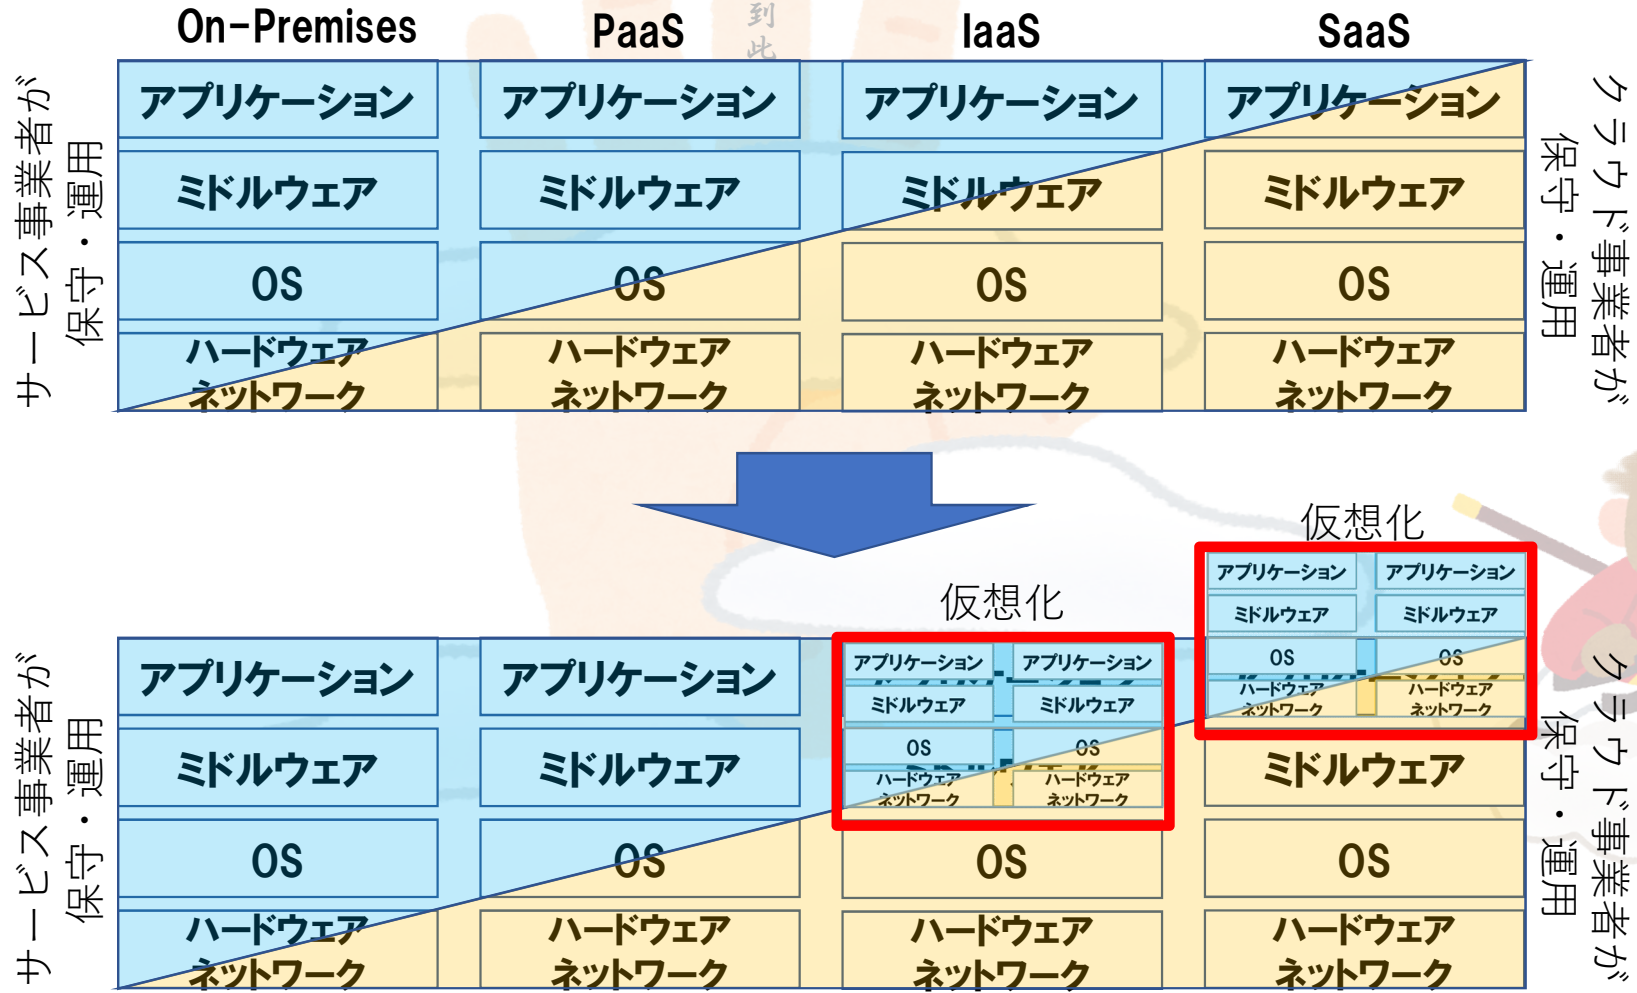 到
此
On-Premises
PaaS
IaaS
SaaS
サービス事業者が
保守・運用
アプリケーション
アプリケーション
アプリケーション
アプリケーション
ミドルウェア
ミドルウェア
ミドルウェア
ミドルウェア
OS
OS
OS
OS
ハードウェア
ネットワーク
ハードウェア
ネットワーク
ハードウェア
ネットワーク
ハードウェア
ネットワーク
クラウド事業者が
保守・運用
仮想化
アプリケーション
アプリケーション
ミドルウェア
ミドルウェア
OS
OS
ハードウェア
ネットワーク
ハードウェア
ネットワーク
仮想化
アプリケーション
アプリケーション
ミドルウェア
ミドルウェア
OS
OS
ハードウェア
ネットワーク
ハードウェア
ネットワーク
サービス事業者が
保守・運用
アプリケーション
アプリケーション
ミドルウェア
ミドルウェア
ミドルウェア
OS
OS
OS
OS
ハードウェア
ネットワーク
ハードウェア
ネットワーク
ハードウェア
ネットワーク
ハードウェア
ネットワーク
クラウド事業者が
保守・運用